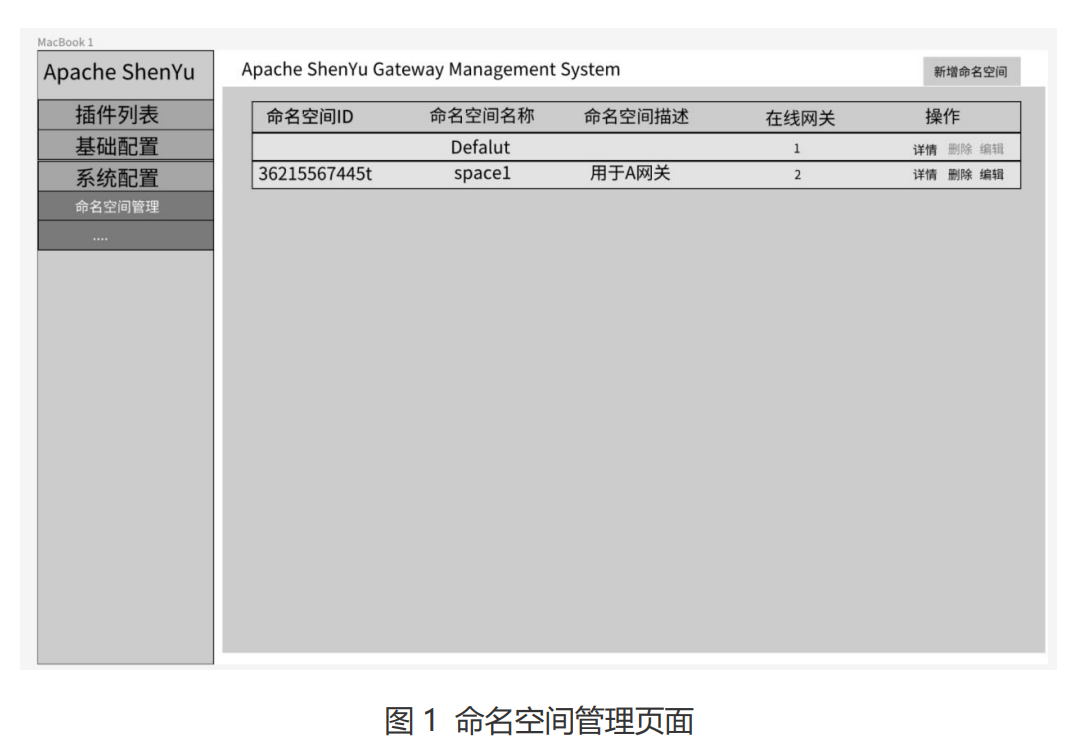 MacBook 1
Apache ShenYu
Apache ShenYu Gateway Management System
新增命名空间
插件列表
基础配置
系统配置
命名空间管理
....
命名空间ID 命名空间名称 命名空间描述 在线网关 操作
Defalut 1 详情 删除 编辑
36215567445t space1 用于A网关 2 详情 删除 编辑
图 1 命名空间管理页面